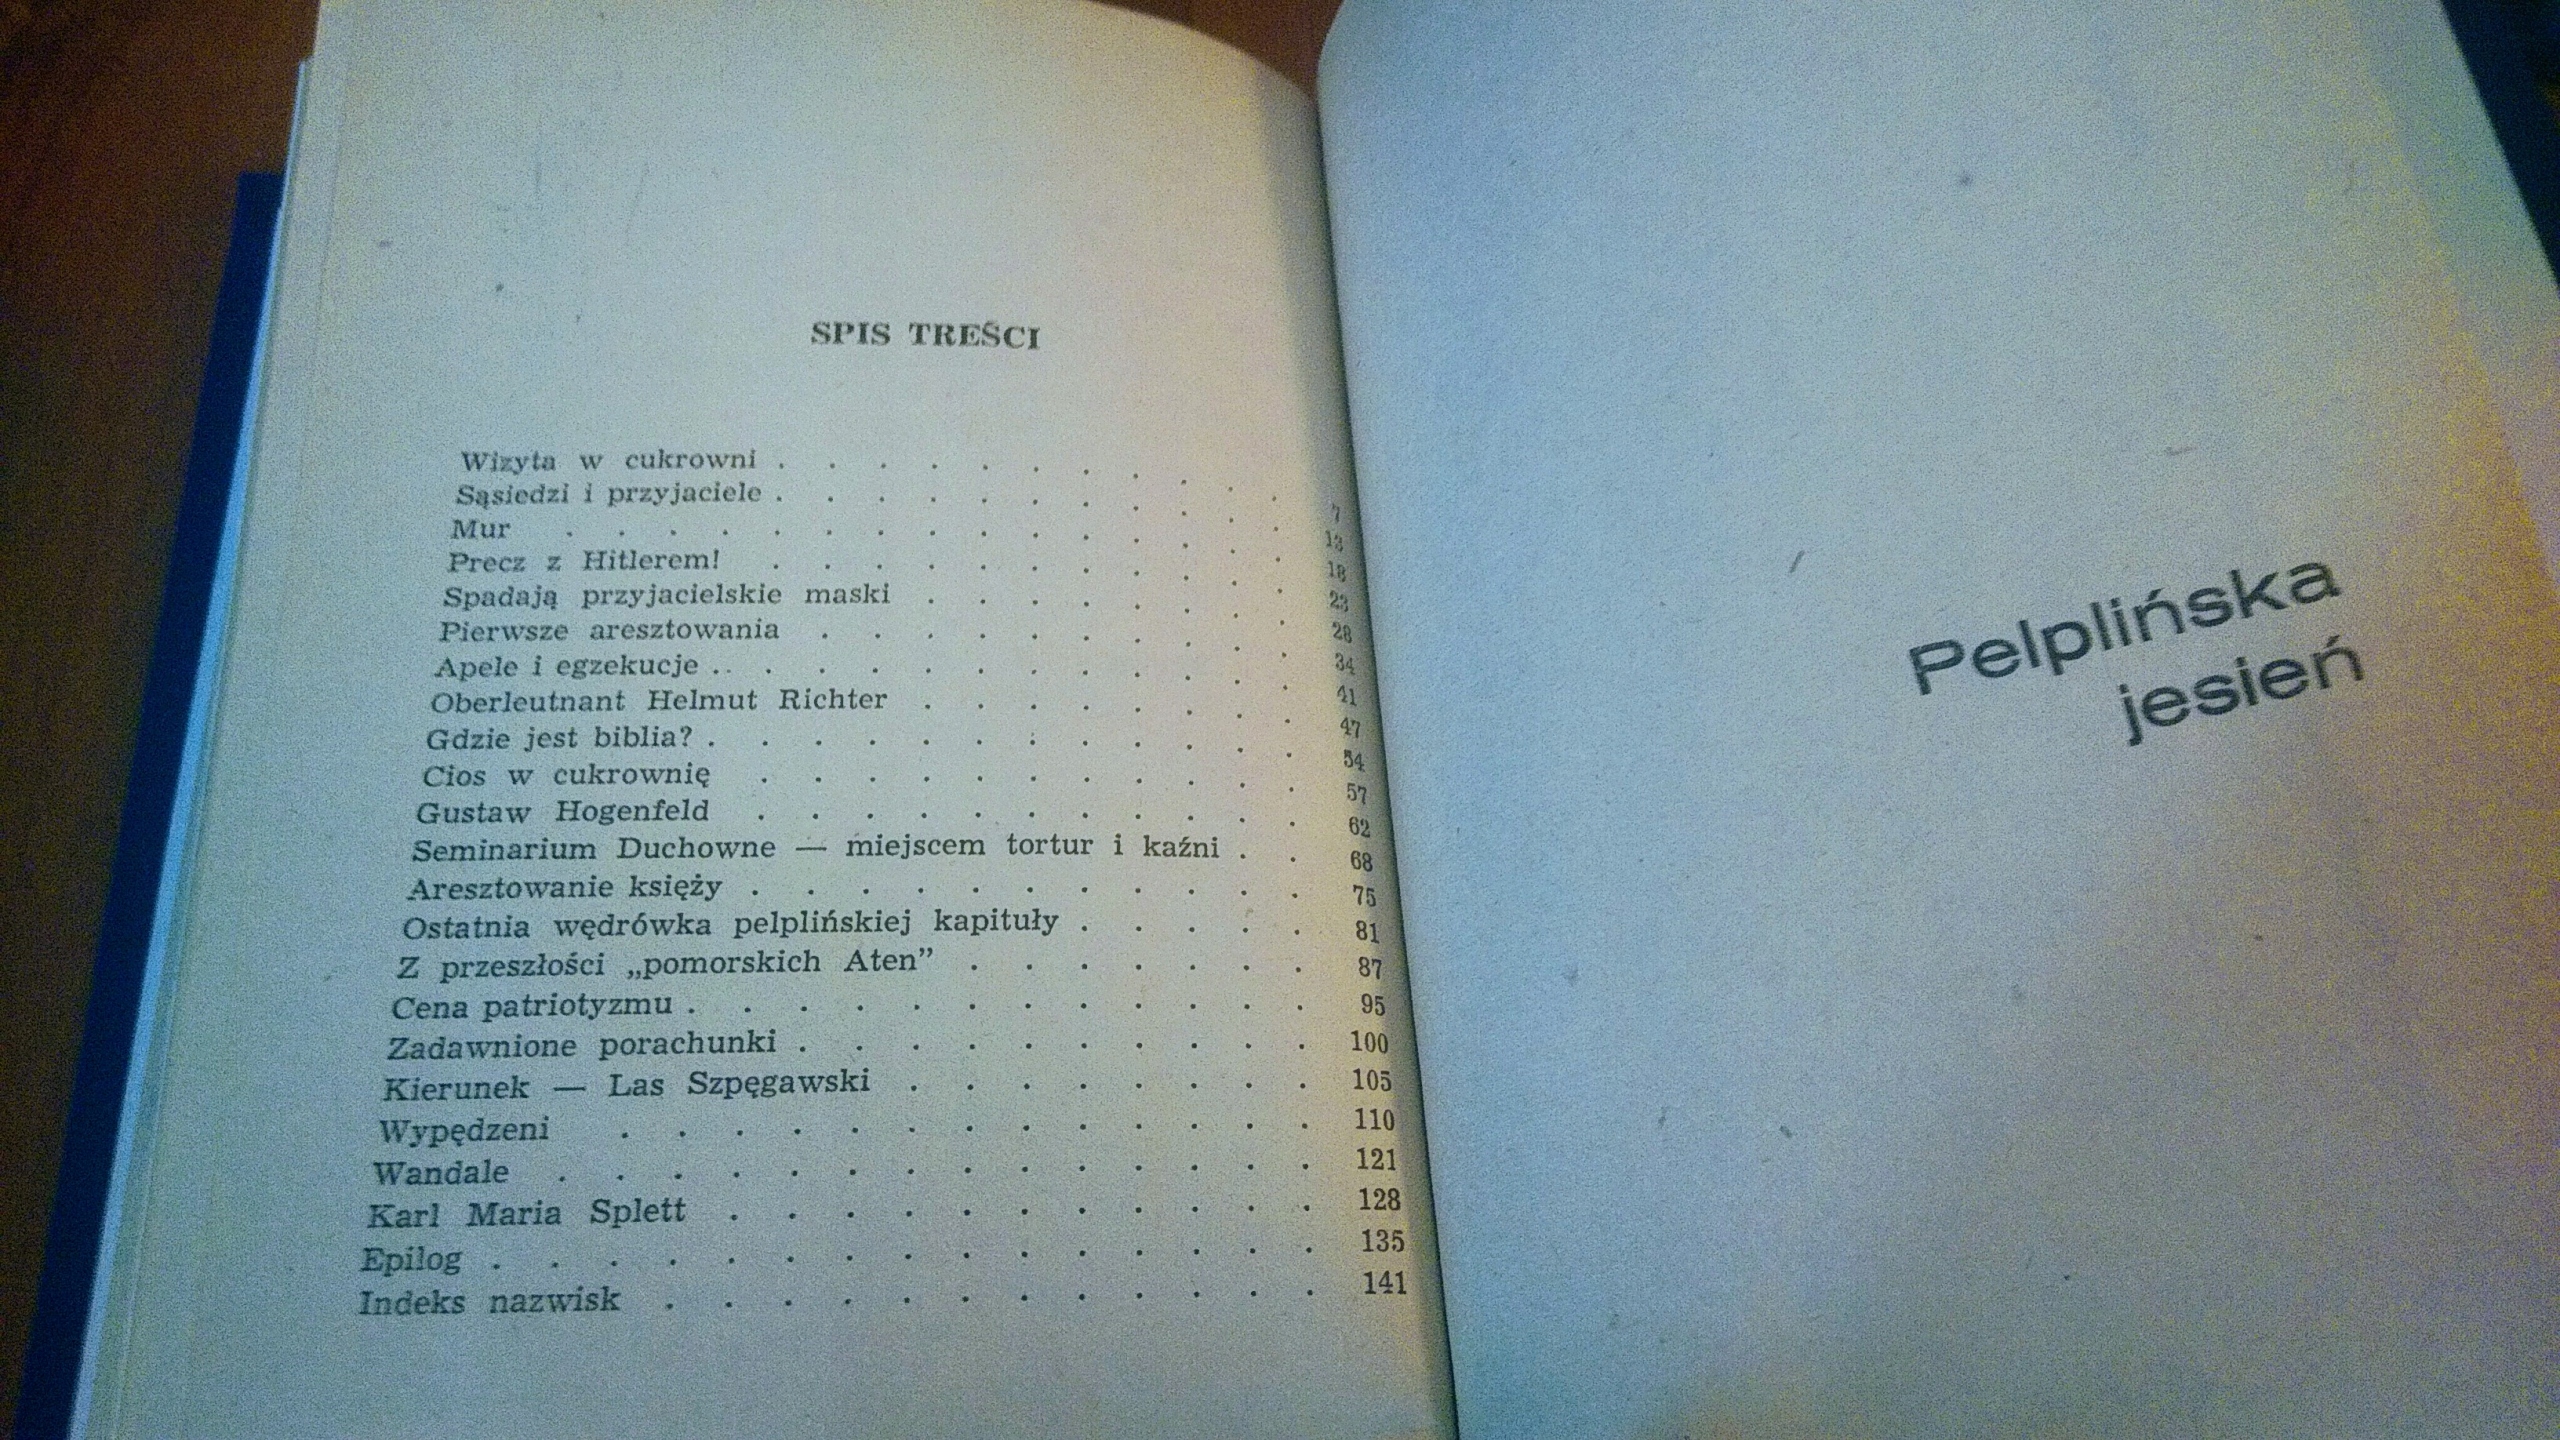 SPIS TREŚCI
Wizyta w cukrowni . . . . . . . . . . 7
Sąsiedzi i przyjaciele . . . . . . . . . . 13
Mur . . . . . . . . . . . . . . 18
Precz z Hitlerem! . . . . . . . . . . 23
Spadają przyjacielskie maski . . . . . . . 28
Pierwsze aresztowania . . . . . . . . . 34
Apele i egzekucje . . . . . . . . . . . 41
Oberleutnant Helmut Richter . . . . . . . 47
Gdzie jest biblia? . . . . . . . . . . . 54
Cios w cukrownię . . . . . . . . . . 57
Gustaw Hogenfeld . . . . . . . . . . 62
Seminarium Duchowne — miejscem tortur i kaźni . . 68
Aresztowanie księży . . . . . . . . . . 75
Ostatnia wędrówka pelplińskiej kapituły . . . . . 81
Z przeszłości „pomorskich Aten” . . . . . . . 87
Cena patriotyzmu . . . . . . . . . . . 95
Zadawnione porachunki . . . . . . . . . 100
Kierunek — Las Szpęgawski . . . . . . . . 105
Wypędzeni . . . . . . . . . . . . 110
Wandale . . . . . . . . . . . . . 121
Karl Maria Splett . . . . . . . . . . 128
Epilog . . . . . . . . . . . . . . 135
Indeks nazwisk . . . . . . . . . . . 141
Pelplińska
jesień